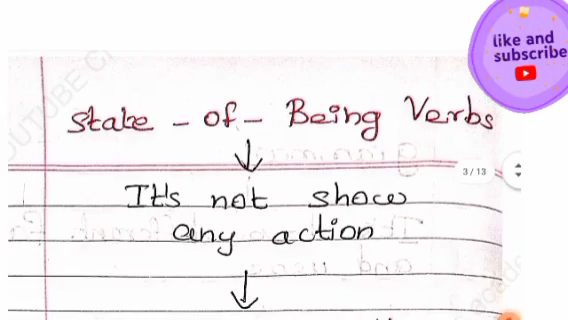 like and
subscribe
State - of - Being Verbs
3 / 13
It's not show
any action